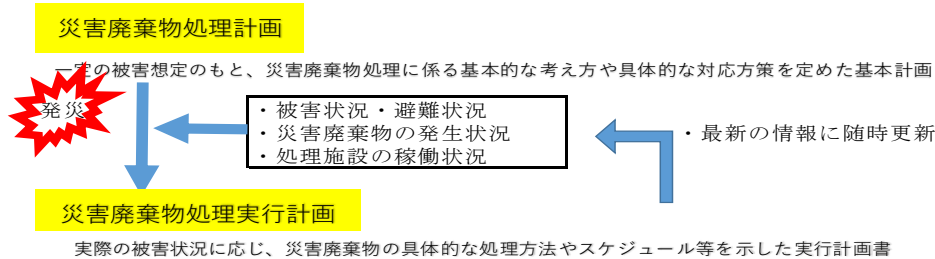 災害廃棄物処理計画
一定の被害想定のもと、災害廃棄物処理に係る基本的な考え方や具体的な対応方策を定めた基本計画
発災
・被害状況・避難状況
・災害廃棄物の発生状況
・処理施設の稼働状況
・最新の情報に随時更新
災害廃棄物処理実行計画
実際の被害状況に応じ、災害廃棄物の具体的な処理方法やスケジュール等を示した実行計画書